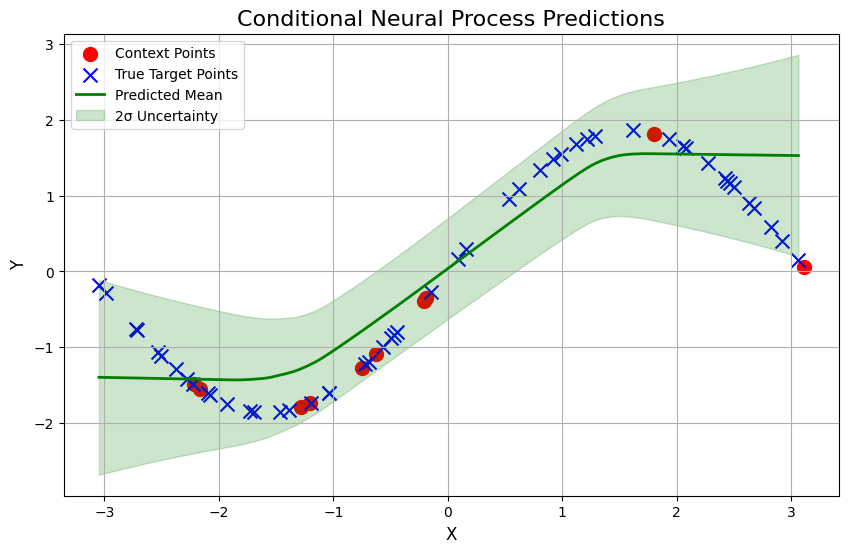 Conditional Neural Process Predictions
Context Points
True Target Points
Predicted Mean
2σ Uncertainty
3
2
1
0
−1
−2
Y
−3
−2
−1
0
1
2
3
X